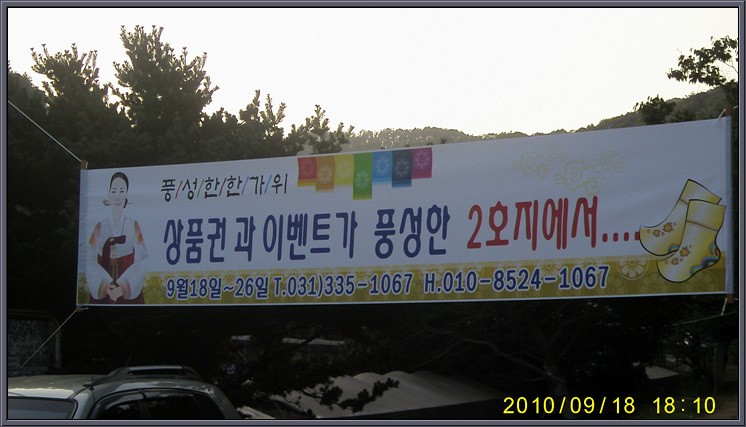 풍/성/한/한/가/위
상품권 과 이벤트가 풍성한 2호지에서....
9월18일~26일 T.031)335-1067 H.010-8524-1067
2010/09/18 18:10